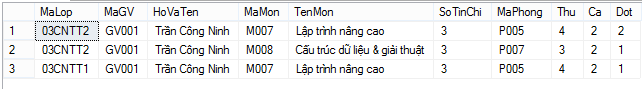 MaLop MaGV HoVaTen MaMon TenMon SoTinChi MaPhong Thu Ca Dot
1 03CNTT2 GV001 Trần Công Ninh M007 Lập trình nâng cao 3 P005 4 2 2
2 03CNTT2 GV001 Trần Công Ninh M008 Cấu trúc dữ liệu & giải thuật 3 P007 3 2 1
3 03CNTT1 GV001 Trần Công Ninh M007 Lập trình nâng cao 3 P005 4 2 1